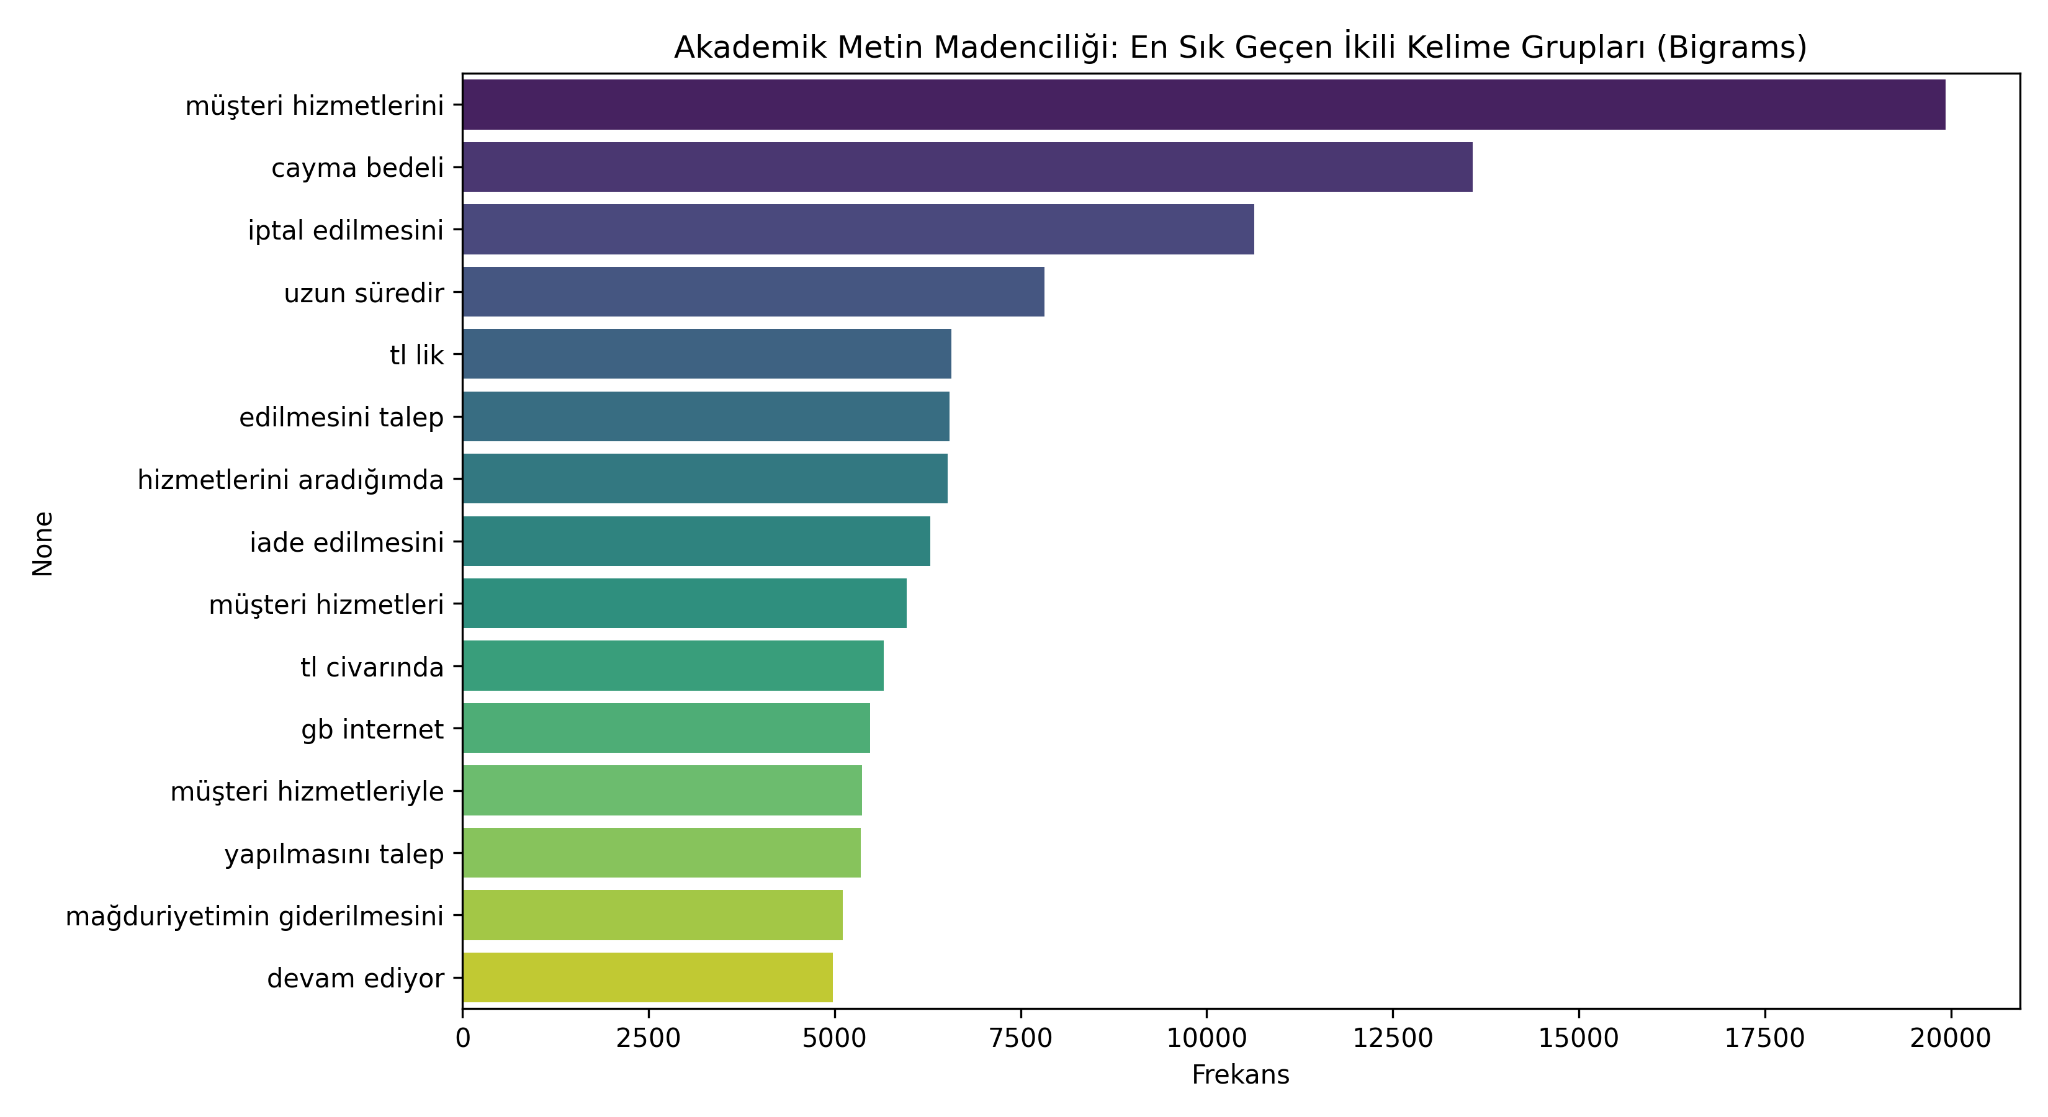 Akademik Metin Madenciliği: En Sık Geçen İkili Kelime Grupları (Bigrams)
müşteri hizmetlerini
cayma bedeli
iptal edilmesini
uzun süredir
tl lik
edilmesini talep
hizmetlerini aradığımda
iade edilmesini
müşteri hizmetleri
tl civarında
gb internet
müşteri hizmetleriyle
yapılmasını talep
mağduriyetimin giderilmesini
devam ediyor
None
0 2500 5000 7500 10000 12500 15000 17500 20000
Frekans